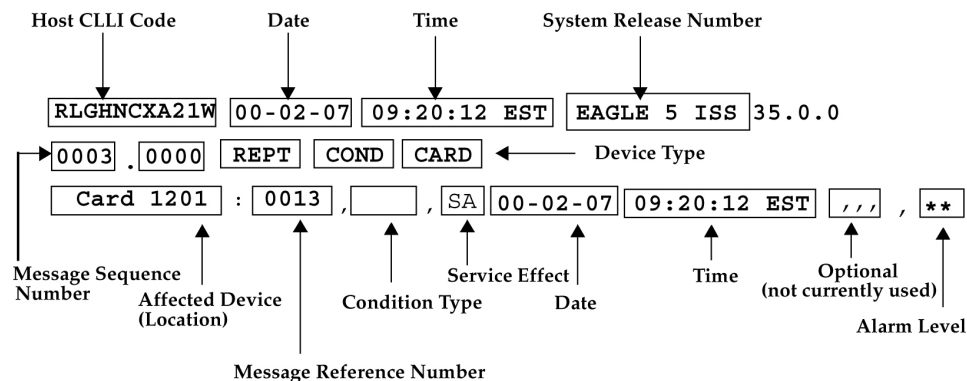 Host CLLI Code Date Time System Release Number
RLGHNCXA21W 00-02-07 09:20:12 EST EAGLE 5 ISS 35.0.0
0003 . 0000 REPT COND CARD Device Type
Card 1201 : 0013 , , SA 00-02-07 09:20:12 EST ,,, , **
Message Sequence Number
Affected Device (Location)
Message Reference Number
Condition Type
Service Effect
Date
Time
Optional (not currently used)
Alarm Level